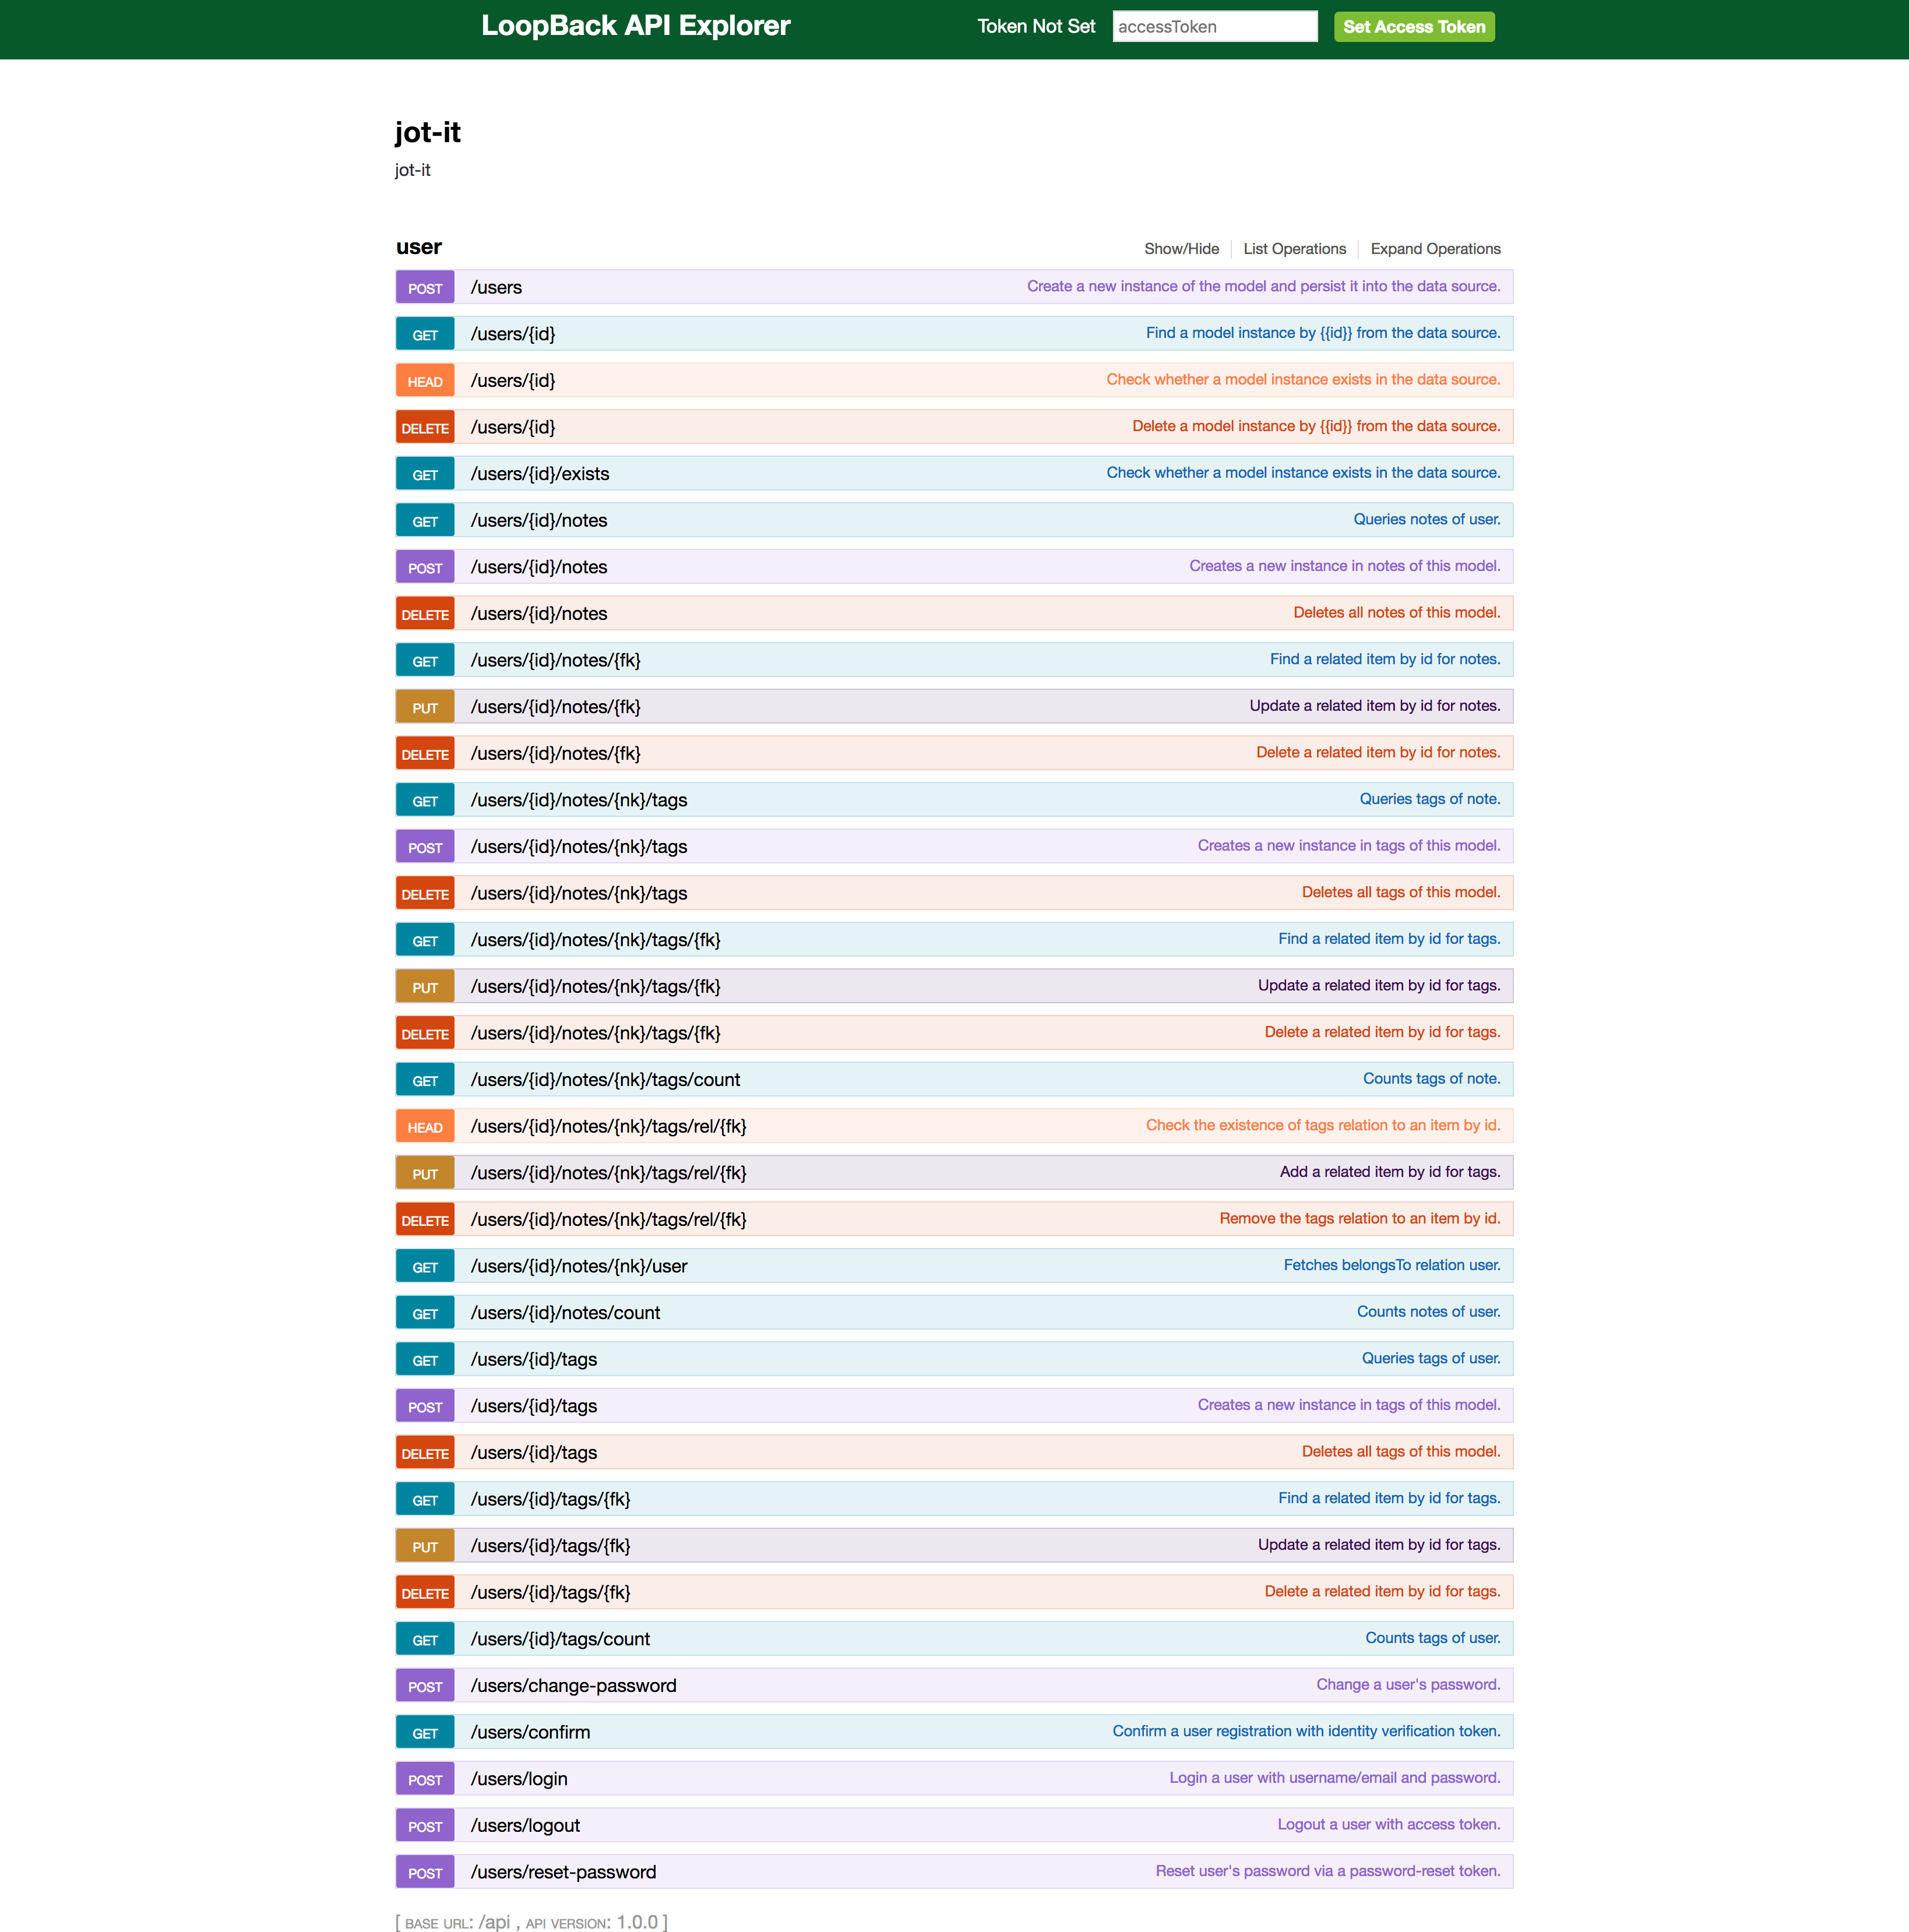 LoopBack API Explorer Token Not Set accessToken Set Access Token
jot-it
jot-it
user Show/Hide List Operations Expand Operations
POST /users Create a new instance of the model and persist it into the data source.
GET /users/{id} Find a model instance by {{id}} from the data source.
HEAD /users/{id} Check whether a model instance exists in the data source.
DELETE /users/{id} Delete a model instance by {{id}} from the data source.
GET /users/{id}/exists Check whether a model instance exists in the data source.
GET /users/{id}/notes Queries notes of user.
POST /users/{id}/notes Creates a new instance in notes of this model.
DELETE /users/{id}/notes Deletes all notes of this model.
GET /users/{id}/notes/{fk} Find a related item by id for notes.
PUT /users/{id}/notes/{fk} Update a related item by id for notes.
DELETE /users/{id}/notes/{fk} Delete a related item by id for notes.
GET /users/{id}/notes/{nk}/tags Queries tags of note.
POST /users/{id}/notes/{nk}/tags Creates a new instance in tags of this model.
DELETE /users/{id}/notes/{nk}/tags Deletes all tags of this model.
GET /users/{id}/notes/{nk}/tags/{fk} Find a related item by id for tags.
PUT /users/{id}/notes/{nk}/tags/{fk} Update a related item by id for tags.
DELETE /users/{id}/notes/{nk}/tags/{fk} Delete a related item by id for tags.
GET /users/{id}/notes/{nk}/tags/count Counts tags of note.
HEAD /users/{id}/notes/{nk}/tags/rel/{fk} Check the existence of tags relation to an item by id.
PUT /users/{id}/notes/{nk}/tags/rel/{fk} Add a related item by id for tags.
DELETE /users/{id}/notes/{nk}/tags/rel/{fk} Remove the tags relation to an item by id.
GET /users/{id}/notes/{nk}/user Fetches belongsTo relation user.
GET /users/{id}/notes/count Counts notes of user.
GET /users/{id}/tags Queries tags of user.
POST /users/{id}/tags Creates a new instance in tags of this model.
DELETE /users/{id}/tags Deletes all tags of this model.
GET /users/{id}/tags/{fk} Find a related item by id for tags.
PUT /users/{id}/tags/{fk} Update a related item by id for tags.
DELETE /users/{id}/tags/{fk} Delete a related item by id for tags.
GET /users/{id}/tags/count Counts tags of user.
POST /users/change-password Change a user's password.
GET /users/confirm Confirm a user registration with identity verification token.
POST /users/login Login a user with username/email and password.
POST /users/logout Logout a user with access token.
POST /users/reset-password Reset user's password via a password-reset token.
[ BASE URL: /api , API VERSION: 1.0.0 ]